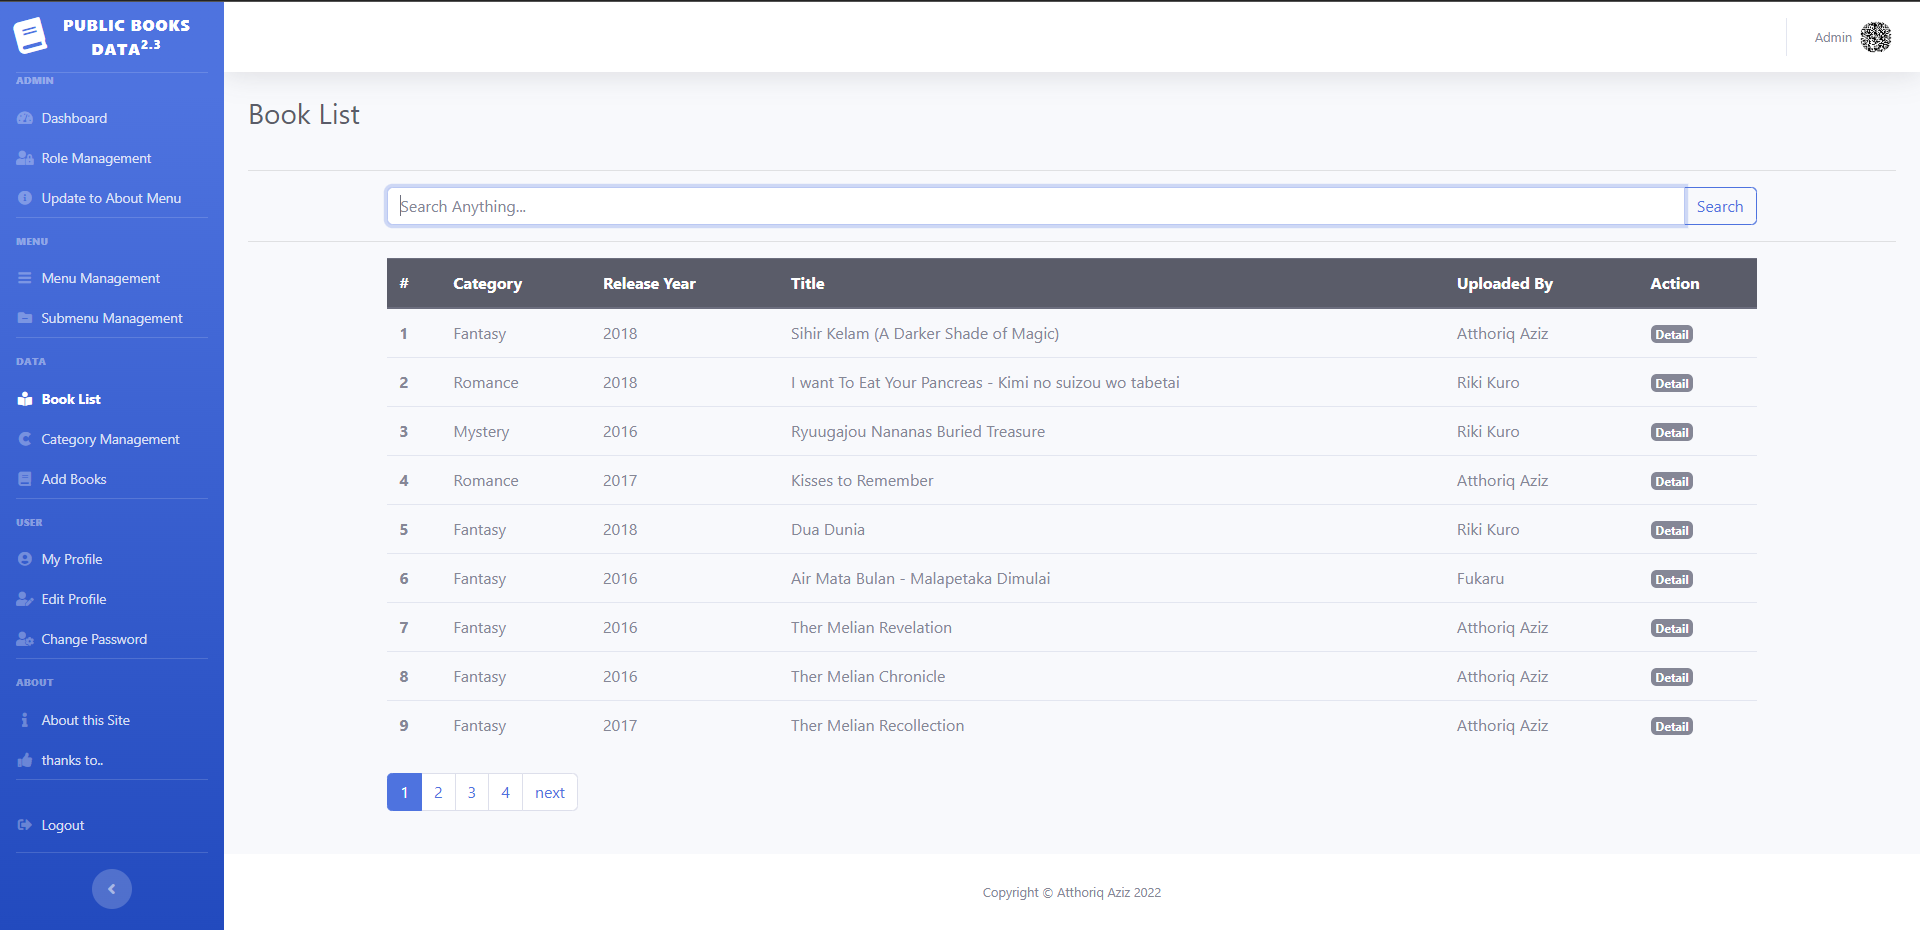 PUBLIC BOOKS
DATA2.3
Admin
ADMIN
Dashboard
Role Management
Update to About Menu
MENU
Menu Management
Submenu Management
DATA
Book List
Category Management
Add Books
USER
My Profile
Edit Profile
Change Password
ABOUT
About this Site
thanks to..
Logout
Book List
Search Anything... Search
# Category Release Year Title Uploaded By Action
1 Fantasy 2018 Sihir Kelam (A Darker Shade of Magic) Atthoriq Aziz Detail
2 Romance 2018 I want To Eat Your Pancreas - Kimi no suizou wo tabetai Riki Kuro Detail
3 Mystery 2016 Ryuugajou Nananas Buried Treasure Riki Kuro Detail
4 Romance 2017 Kisses to Remember Atthoriq Aziz Detail
5 Fantasy 2018 Dua Dunia Riki Kuro Detail
6 Fantasy 2016 Air Mata Bulan - Malapetaka Dimulai Fukaru Detail
7 Fantasy 2016 Ther Melian Revelation Atthoriq Aziz Detail
8 Fantasy 2016 Ther Melian Chronicle Atthoriq Aziz Detail
9 Fantasy 2017 Ther Melian Recollection Atthoriq Aziz Detail
1 2 3 4 next
Copyright © Atthoriq Aziz 2022